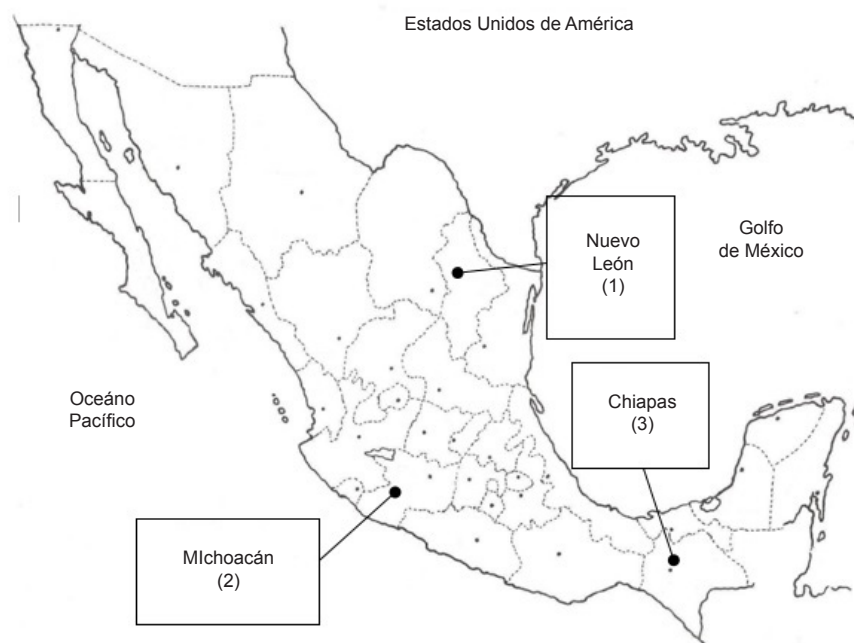 Estados Unidos de América
Nuevo
León
(1)
Golfo
de México
Chiapas
(3)
Oceáno
Pacífico
MIchoacán
(2)